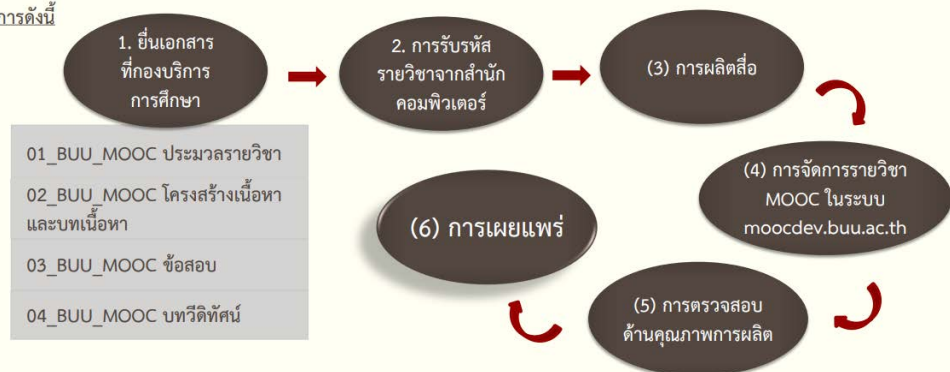 การดังนี้
1. ยื่นเอกสาร
ที่กองบริการ
การศึกษา
2. การรับรหัส
รายวิชาจากสำนัก
คอมพิวเตอร์
(3) การผลิตสื่อ
(4) การจัดการรายวิชา
MOOC ในระบบ
moocdev.buu.ac.th
(5) การตรวจสอบ
ด้านคุณภาพการผลิต
(6) การเผยแพร่
01_BUU_MOOC ประมวลรายวิชา
02_BUU_MOOC โครงสร้างเนื้อหา
และบทเนื้อหา
03_BUU_MOOC ข้อสอบ
04_BUU_MOOC บทวีดิทัศน์